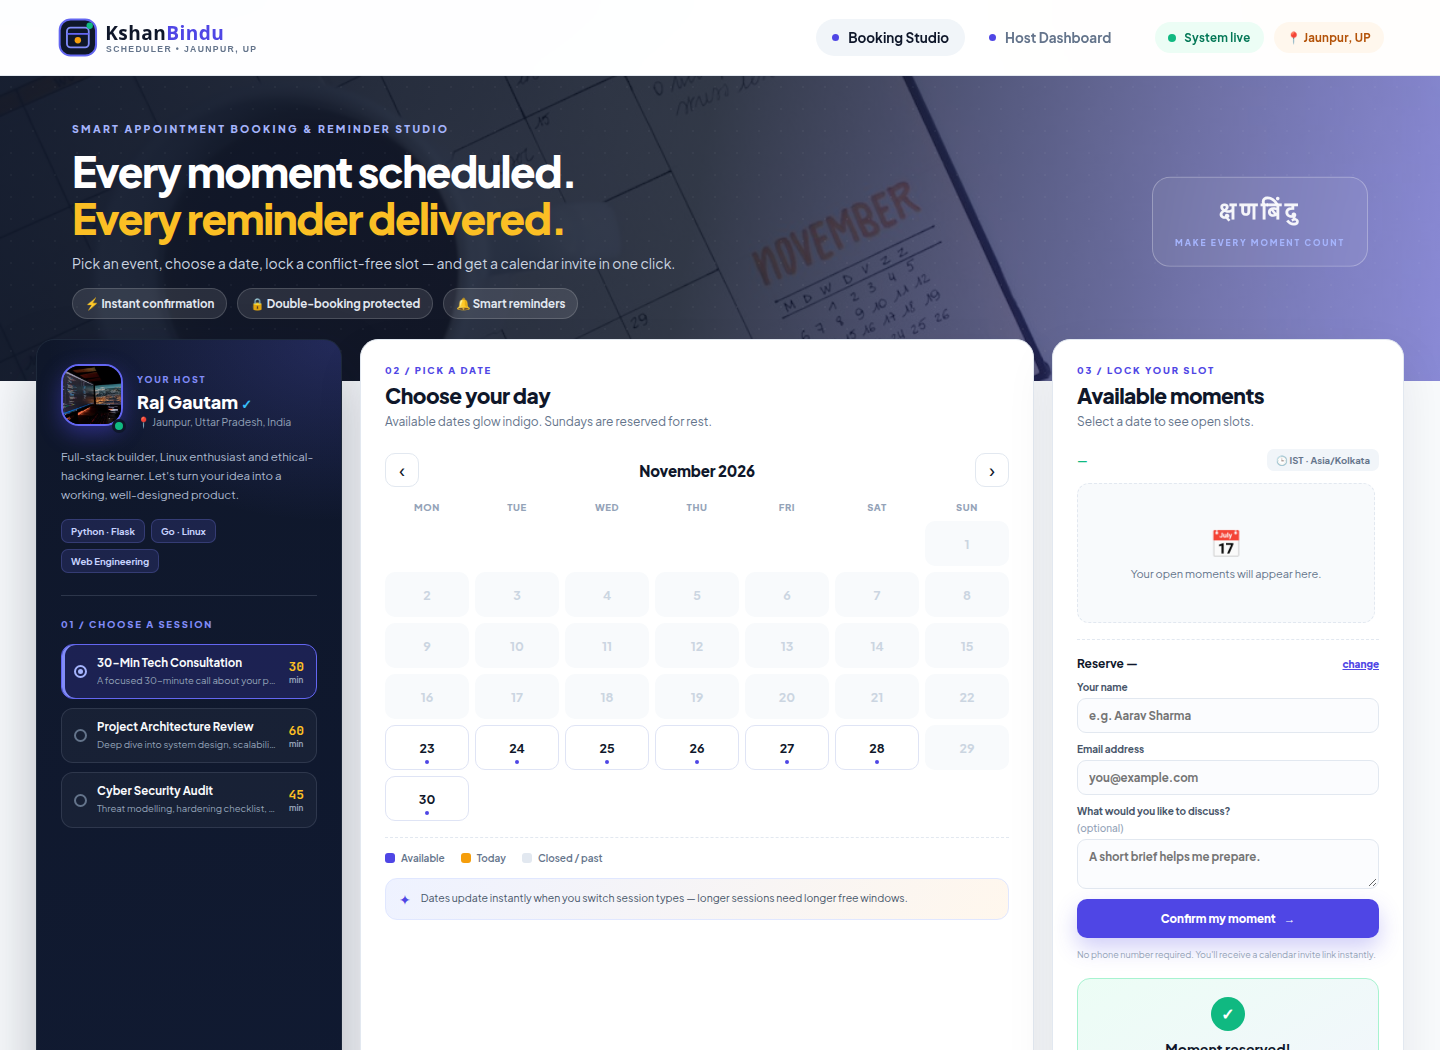 KshanBindu
SCHEDULER • JAUNPUR, UP
Booking Studio
Host Dashboard
System live
📍 Jaunpur, UP
SMART APPOINTMENT BOOKING & REMINDER STUDIO
Every moment scheduled.
Every reminder delivered.
Pick an event, choose a date, lock a conflict-free slot — and get a calendar invite in one click.
⚡ Instant confirmation
🔒 Double-booking protected
🔔 Smart reminders
क्षणबिंदु
MAKE EVERY MOMENT COUNT
NOVEMBER
M D W D V Z Z
YOUR HOST
Raj Gautam ✓
📍 Jaunpur, Uttar Pradesh, India
Full-stack builder, Linux enthusiast and ethical-
hacking learner. Let's turn your idea into a
working, well-designed product.
Python · Flask
Go · Linux
Web Engineering
01 / CHOOSE A SESSION
30-Min Tech Consultation
A focused 30-minute call about your p...
30
min
Project Architecture Review
Deep dive into system design, scalabili...
60
min
Cyber Security Audit
Threat modelling, hardening checklist, ...
45
min
02 / PICK A DATE
Choose your day
Available dates glow indigo. Sundays are reserved for rest.
‹
November 2026
›
MON TUE WED THU FRI SAT SUN
1
2 3 4 5 6 7 8
9 10 11 12 13 14 15
16 17 18 19 20 21 22
23 24 25 26 27 28 29
30
Available
Today
Closed / past
✦ Dates update instantly when you switch session types — longer sessions need longer free windows.
03 / LOCK YOUR SLOT
Available moments
Select a date to see open slots.
—
🕒 IST · Asia/Kolkata
📅
Your open moments will appear here.
Reserve —
change
Your name
e.g. Aarav Sharma
Email address
you@example.com
What would you like to discuss?
(optional)
A short brief helps me prepare.
Confirm my moment →
No phone number required. You'll receive a calendar invite link instantly.
✓
Moment reserved!